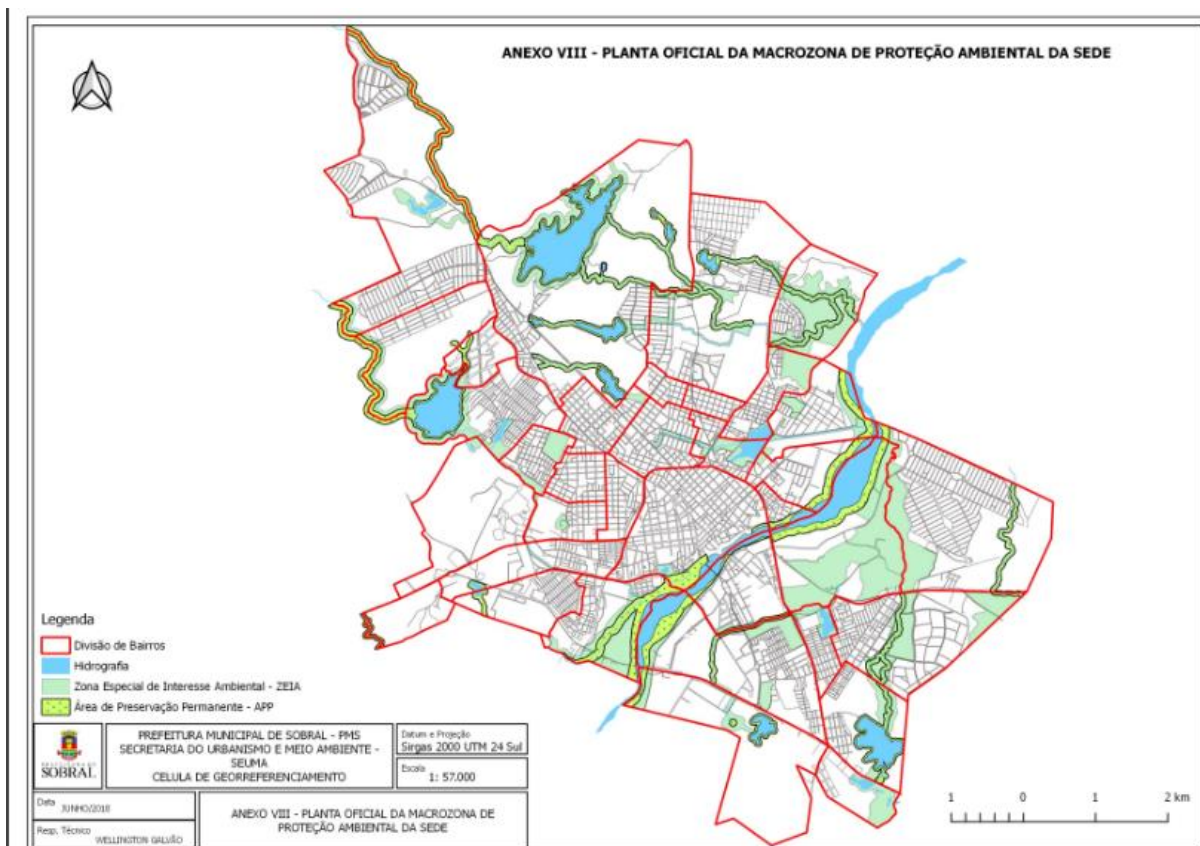 ANEXO VIII - PLANTA OFICIAL DA MACROZONA DE PROTEÇÃO AMBIENTAL DA SEDE
Legenda
Divisão de Bairros
Hidrografia
Zona Especial de Interesse Ambiental - ZEIA
Área de Preservação Permanente - APP
SOBRAL
PREFEITURA MUNICIPAL DE SOBRAL - PMS
SECRETARIA DO URBANISMO E MEIO AMBIENTE -
SEUMA
CELULA DE GEORREFERENCIAMENTO
Datum e Projeção
Sirgas 2000 UTM 24 Sul
Escala
1: 57.000
Data
JUNHO/2018
Resp. Técnico
WELLINGTON GALVÃO
ANEXO VIII - PLANTA OFICIAL DA MACROZONA DE
PROTEÇÃO AMBIENTAL DA SEDE
1 0 1 2 km